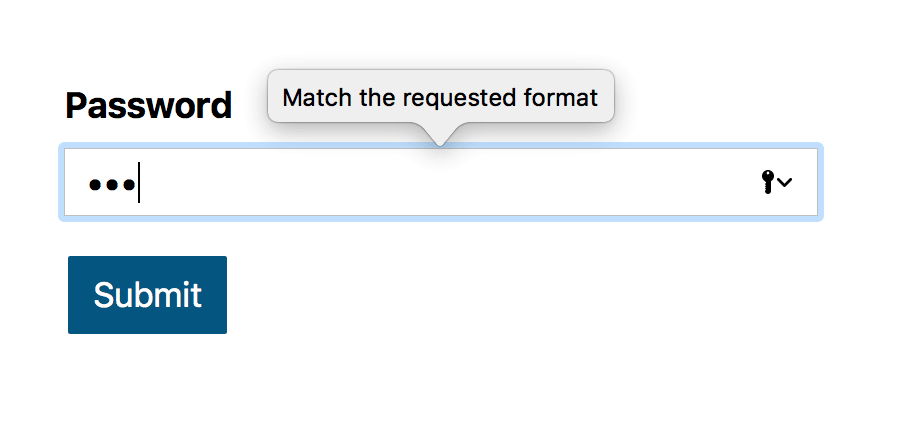 Password
Match the requested format
•••
Submit